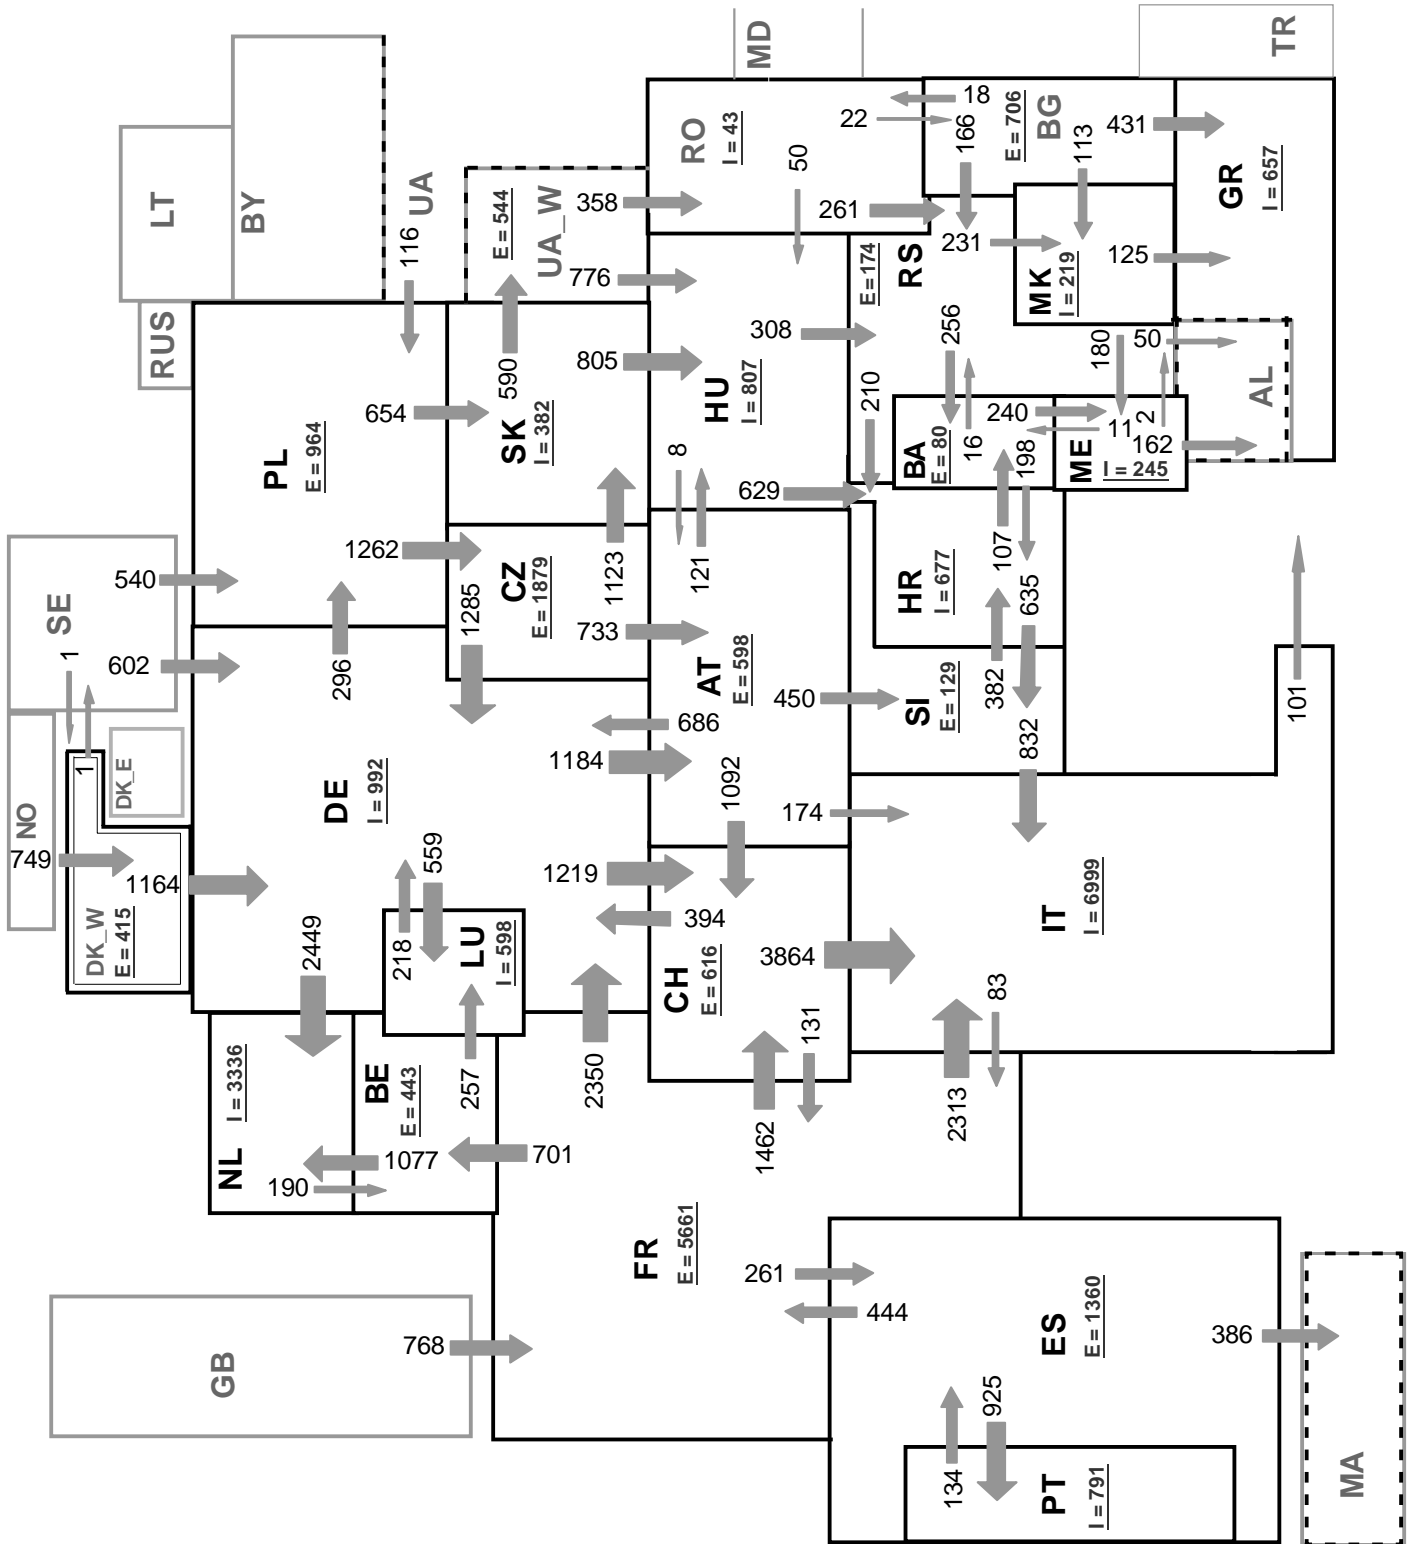 MD
TR
RO
I = 43
18
22
166
E = 706
BG
113
431
GR
I = 657
LT
BY
116
UA
E = 544
UA_W
358
50
261
E = 174
RS
231
MK
I = 219
125
776
RUS
590
805
308
HU
I = 807
256
180
50
AL
PL
E = 964
654
SK
I = 382
8
210
BA
E = 80
16
240
198
11
2
162
ME
I = 245
629
SE
540
1262
CZ
E = 1879
1285
1123
121
107
635
HR
I = 677
1
602
296
733
AT
E = 598
450
SI
E = 129
382
832
101
NO
1
DK_E
DE
I = 992
686
1184
1092
174
749
1164
DK_W
E = 415
559
218
LU
I = 598
1219
394
CH
E = 616
3864
IT
I = 6999
2449
131
83
NL
I = 3336
BE
E = 443
257
2350
1462
2313
1077
190
701
FR
E = 5661
261
444
ES
E = 1360
386
GB
768
134
925
PT
I = 791
MA